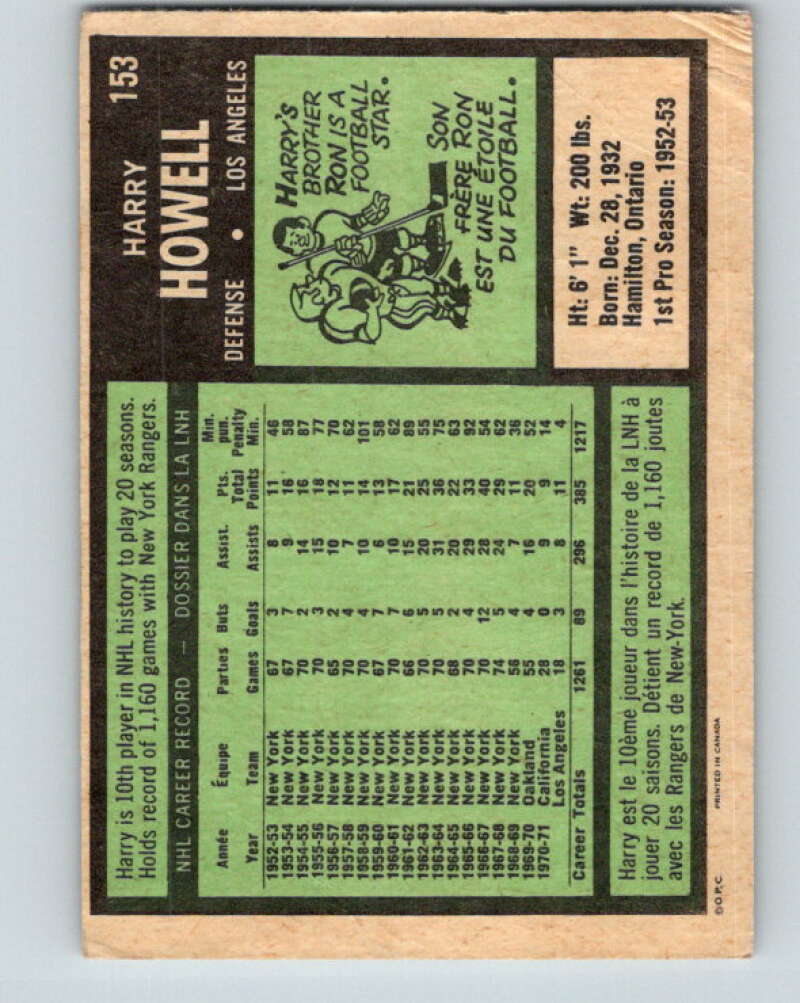 153
HARRY
HOWELL
DEFENSE • LOS ANGELES
HARRY'S
BROTHER
RON IS A
FOOTBALL
STAR.
SON
FRÈRE RON
EST UNE ÉTOILE
DU FOOTBALL.
Ht: 6' 1" Wt: 200 lbs.
Born: Dec. 28, 1932
Hamilton, Ontario
1st Pro Season: 1952-53
Harry is 10th player in NHL history to play 20 seasons.
Holds record of 1,160 games with New York Rangers.
NHL CAREER RECORD — DOSSIER DANS LA LNH
Année Équipe Parties Buts Assist. Pts. Min. pun.
Year Team Games Goals Assists Total Points Penalty Min.
1952-53 New York 67 3 8 11 46
1953-54 New York 67 7 9 16 58
1954-55 New York 70 2 14 16 87
1955-56 New York 70 3 15 18 77
1956-57 New York 65 2 10 12 70
1957-58 New York 70 4 7 11 62
1958-59 New York 70 4 10 14 101
1959-60 New York 67 7 6 13 58
1960-61 New York 70 7 10 17 62
1961-62 New York 66 6 15 21 89
1962-63 New York 70 5 20 25 55
1963-64 New York 70 5 31 36 75
1964-65 New York 68 2 20 22 63
1965-66 New York 70 4 29 33 92
1966-67 New York 70 12 28 40 54
1967-68 New York 74 5 24 29 62
1968-69 New York 56 4 7 11 36
1969-70 Oakland 55 4 16 20 52
1970-71 California 28 0 9 9 14
Los Angeles 18 3 8 11 4
Career Totals 1261 89 296 385 1217
Harry est le 10ème joueur dans l'histoire de la LNH à
jouer 20 saisons. Détient un record de 1,160 joutes
avec les Rangers de New-York.
©O.P.C. PRINTED IN CANADA